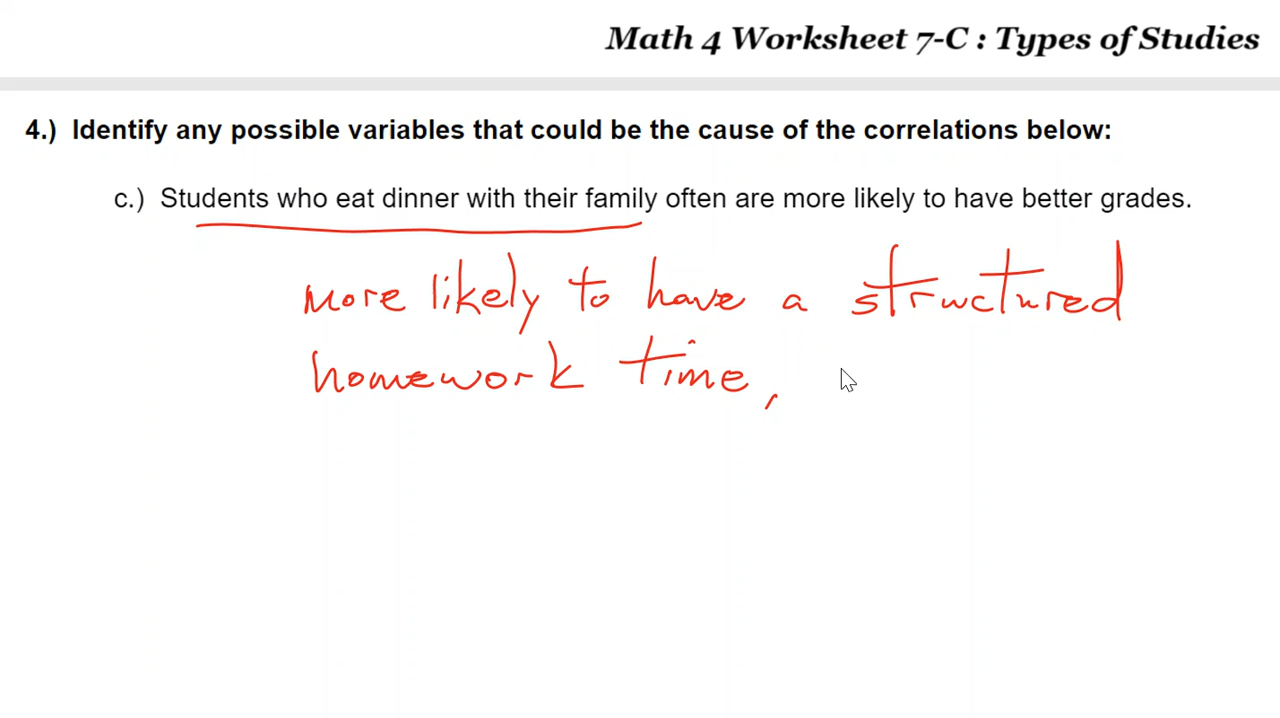 Math 4 Worksheet 7-C : Types of Studies
4.) Identify any possible variables that could be the cause of the correlations below:
c.) Students who eat dinner with their family often are more likely to have better grades.
more likely to have a structured
homework time,